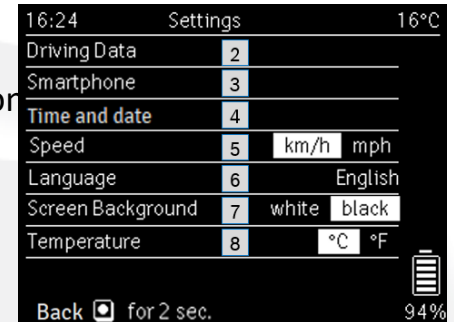 16:24 Settings 16°C
Driving Data 2
Smartphone 3
Time and date 4
Speed 5 km/h mph
Language 6 English
Screen Background 7 white black
Temperature 8 °C °F
Back for 2 sec. 94%